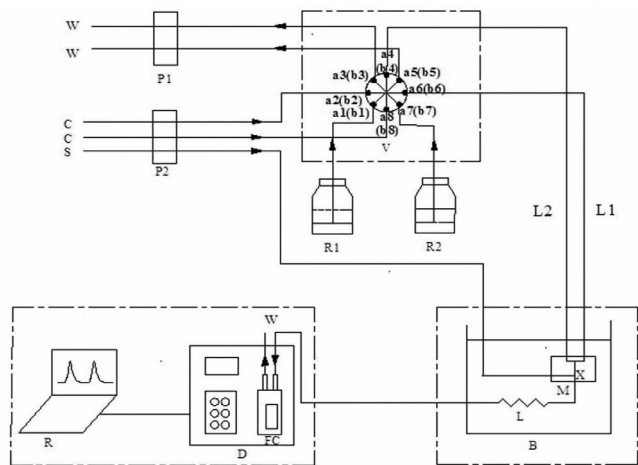 W
W
P1
a4
(b4)
a3(b3)
a5(b5)
a6(b6)
a2(b2)
a1(b1)
a7(b7)
a8
(b8)
V
C
C
S
P2
R1
R2
L2
L1
W
X
M
L
B
R
D
FC